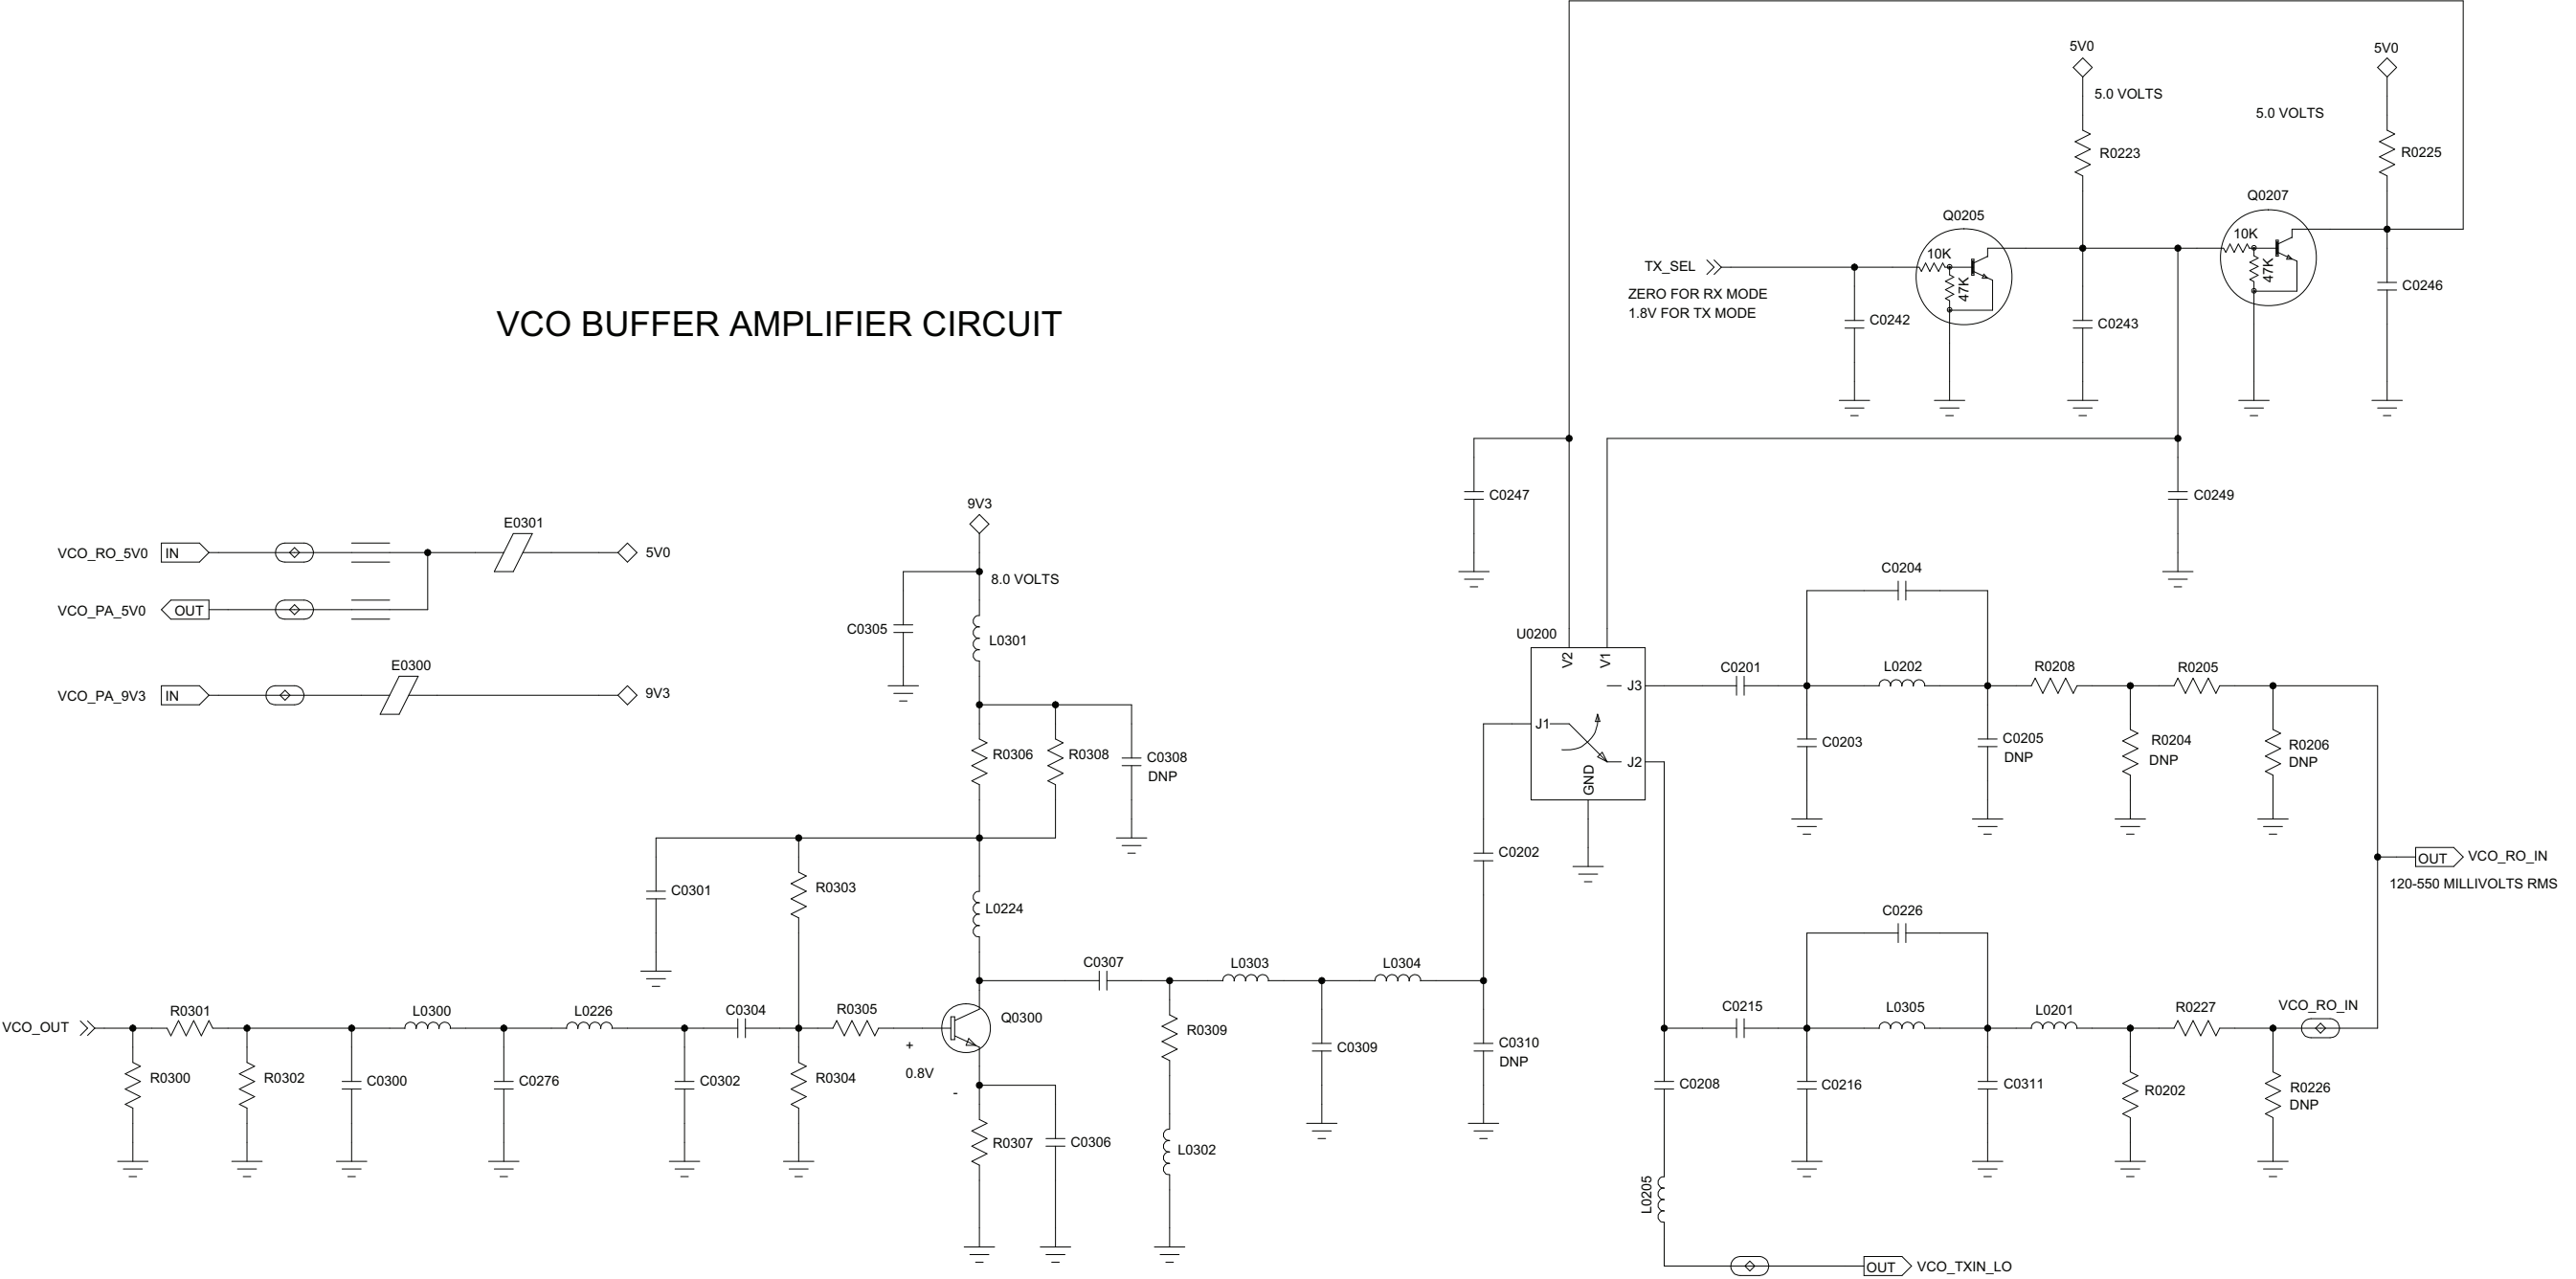 5V0
5V0
5.0 VOLTS
5.0 VOLTS
R0223
R0225
Q0207
Q0205
10K
10K
47K
47K
TX_SEL
ZERO FOR RX MODE
1.8V FOR TX MODE
C0242
C0243
C0246
VCO BUFFER AMPLIFIER CIRCUIT
C0247
C0249
9V3
E0301
VCO_RO_5V0
IN
5V0
VCO_PA_5V0
OUT
8.0 VOLTS
C0305
L0301
E0300
VCO_PA_9V3
IN
9V3
C0204
U0200
V2
V1
J3
J1
J2
GND
C0201
L0202
R0208
R0205
C0203
C0205
DNP
R0204
DNP
R0206
DNP
R0306
R0308
C0308
DNP
C0202
OUT
VCO_RO_IN
120-550 MILLIVOLTS RMS
C0301
R0303
L0224
C0226
C0307
L0303
L0304
VCO_OUT
R0301
L0300
L0226
C0304
R0305
Q0300
C0215
L0305
L0201
R0227
VCO_RO_IN
R0300
R0302
C0300
C0276
C0302
R0304
+
0.8V
-
R0309
C0309
C0310
DNP
C0208
C0216
C0311
R0202
R0226
DNP
R0307
C0306
L0302
L0205
OUT
VCO_TXIN_LO